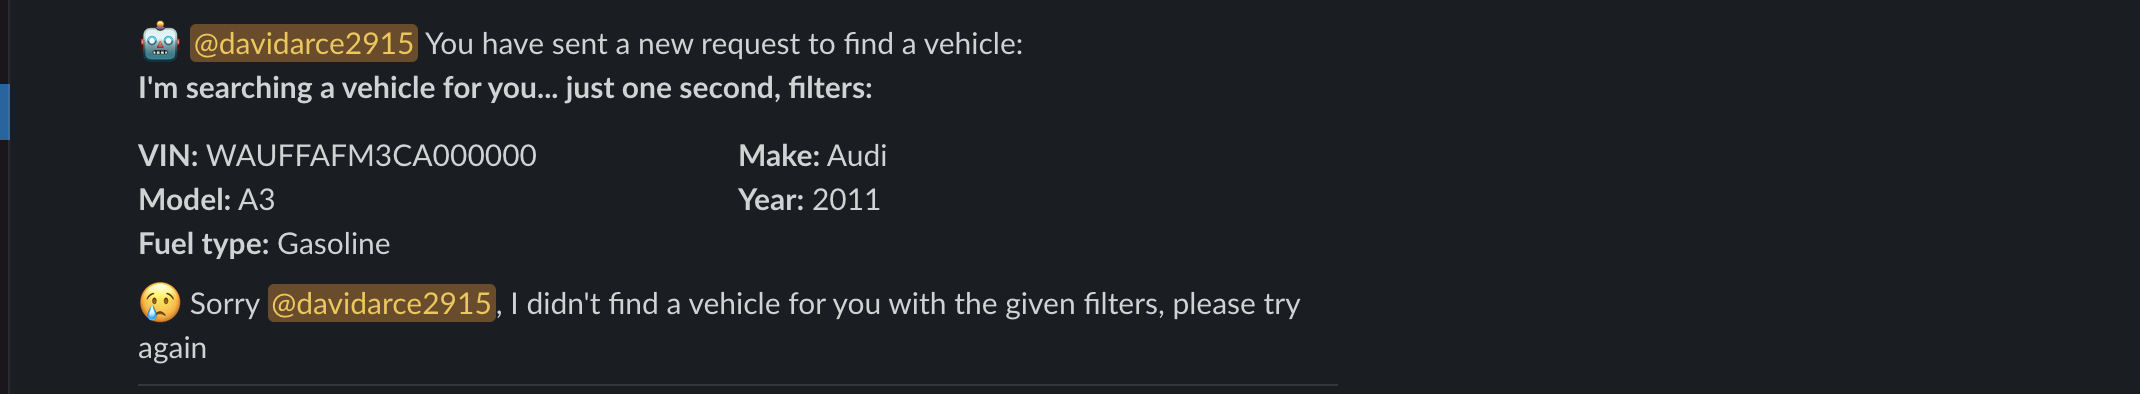 @davidarce2915 You have sent a new request to find a vehicle:
I'm searching a vehicle for you... just one second, filters:
VIN: WAUFFAFM3CA000000 Make: Audi
Model: A3 Year: 2011
Fuel type: Gasoline
Sorry @davidarce2915, I didn't find a vehicle for you with the given filters, please try
again